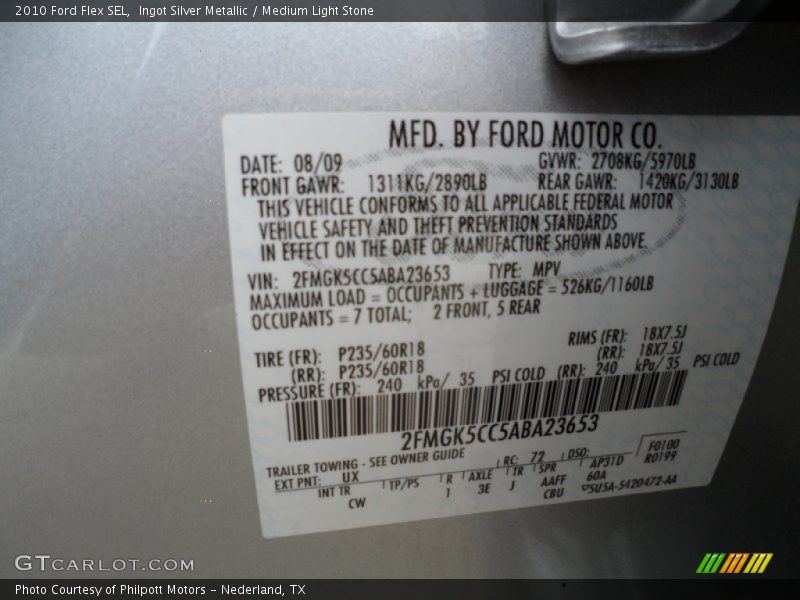 2010 Ford Flex SEL, Ingot Silver Metallic / Medium Light Stone
MFD. BY FORD MOTOR CO.
DATE: 08/09 GVWR: 2708KG/5970LB
FRONT GAWR: 1311KG/2890LB REAR GAWR: 1420KG/3130LB
THIS VEHICLE CONFORMS TO ALL APPLICABLE FEDERAL MOTOR
VEHICLE SAFETY AND THEFT PREVENTION STANDARDS
IN EFFECT ON THE DATE OF MANUFACTURE SHOWN ABOVE
VIN: 2FMGK5CC5ABA23653 TYPE: MPV
MAXIMUM LOAD = OCCUPANTS + LUGGAGE = 526KG/1160LB
OCCUPANTS = 7 TOTAL; 2 FRONT, 5 REAR
TIRE (FR): P235/60R18 RIMS (FR): 18X7.5J
(RR): P235/60R18 (RR): 18X7.5J
PRESSURE (FR): 240 kPa/ 35 PSI COLD (RR): 240 kPa/ 35 PSI COLD
2FMGK5CC5ABA23653
TRAILER TOWING - SEE OWNER GUIDE
EXT PNT: UX RC: 72 DSO: AP31D F0100
60A R0199
INT TR TP/PS R AXLE TR SPR
CW 1 3E J AAFF
CBU 5U5A-5420472-AA
GTCARLOT.COM
Photo Courtesy of Philpott Motors – Nederland, TX